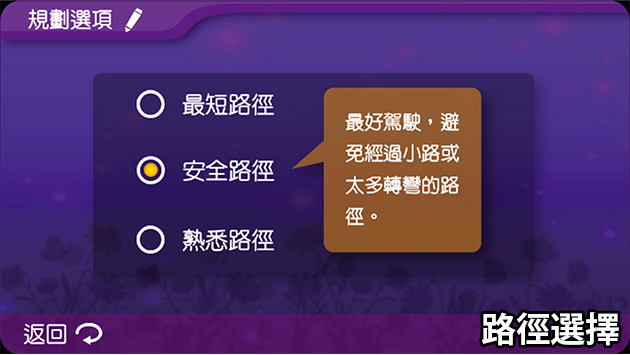 規劃選項
最短路徑
安全路徑
熟悉路徑
最好駕駛，避
免經過小路或
太多轉彎的路
徑。
返回
路徑選擇